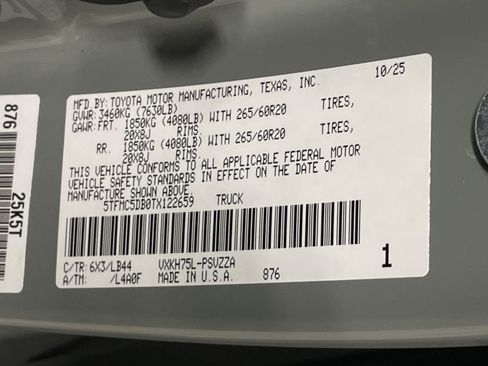 MFD.BY: TOYOTA MOTOR MANUFACTURING, TEXAS, INC. 10/25
GVWR: 3460KG (7630LB)
GAWR: FRT. 1850KG (4080LB) WITH 265/60R20 TIRES,
20X8J RIMS.
RR. 1850KG (4080LB) WITH 265/60R20 TIRES,
20X8J RIMS.
THIS VEHICLE CONFORMS TO ALL APPLICABLE FEDERAL MOTOR
VEHICLE SAFETY STANDARDS IN EFFECT ON THE DATE OF
MANUFACTURE SHOWN ABOVE.
5TFMC5DB0TX122659 TRUCK
C/TR: 6X3/LB44 VXKH75L-PSVZZA
A/TM: /L4A0F MADE IN U.S.A. 876
1
876
25K5T